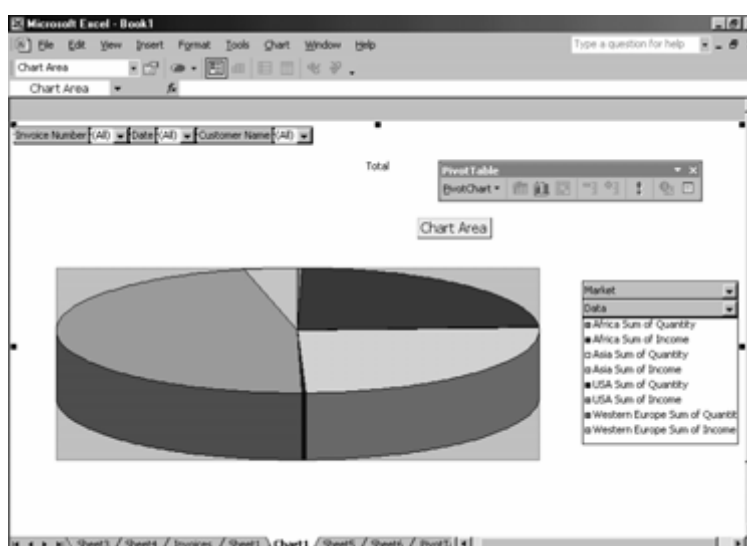 Microsoft Excel - Book1
File Edit View Insert Format Tools Chart Window Help
Type a question for help
Chart Area
Chart Area fx
Invoice Number (All) Date (All) Customer Name (All)
Total
PivotTable
PivotChart
Chart Area
Market
Data
Africa Sum of Quantity
Africa Sum of Income
Asia Sum of Quantity
Asia Sum of Income
USA Sum of Quantity
USA Sum of Income
Western Europe Sum of Quantit
Western Europe Sum of Income
Sheet3 / Sheet4 / Invoices / Sheet1 \ Chart1 / Sheet5 / Sheet6 / PivotT